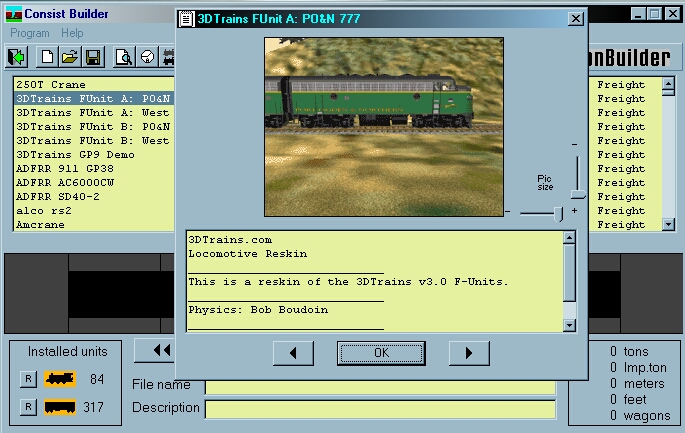 Consist Builder
3DTrains FUnit A: PO&N 777
Program Help
onBuilder
250T Crane
Freight
3DTrains FUnit A: PO&N
Freight
3DTrains FUnit A: West
Freight
3DTrains FUnit B: PO&N
Freight
3DTrains FUnit B: West
Freight
3DTrains GP9 Demo
Freight
ADFRR 911 GP38
Freight
ADFRR AC6000CW
Freight
ADFRR SD40-2
Freight
alco rs2
Freight
Amcrane
Freight
Pic
size
- +
3DTrains.com
Locomotive Reskin
This is a reskin of the 3DTrains v3.0 F-Units.
Physics: Bob Boudoin
OK
Installed units
R 84
R 317
File name
Description
0 tons
0 Imp.ton
0 meters
0 feet
0 wagons